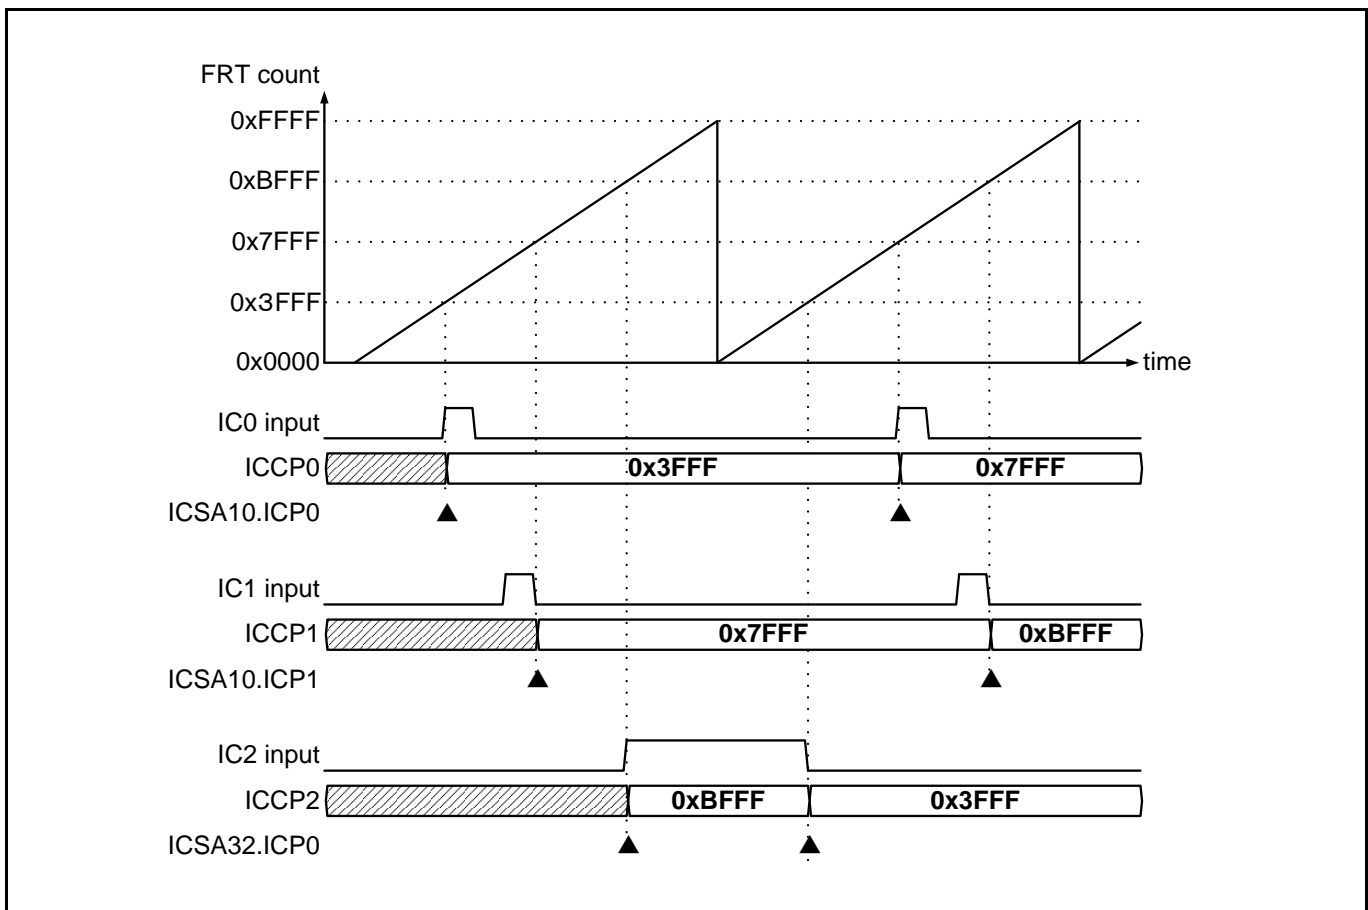 FRT count
0xFFFF
0xBFFF
0x7FFF
0x3FFF
0x0000
time
IC0 input
ICCP0 0x3FFF 0x7FFF
ICSA10.ICP0
IC1 input
ICCP1 0x7FFF 0xBFFF
ICSA10.ICP1
IC2 input
ICCP2 0xBFFF 0x3FFF
ICSA32.ICP0